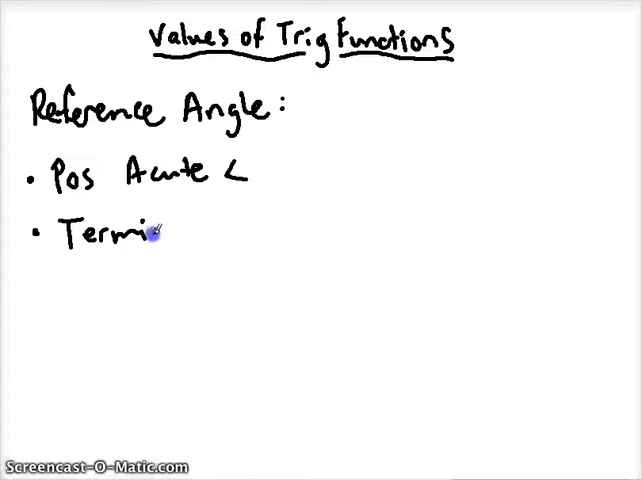 Values of Trig Functions
Reference Angle:
• Pos Acute <
• Termi
Screencast-O-Matic.com